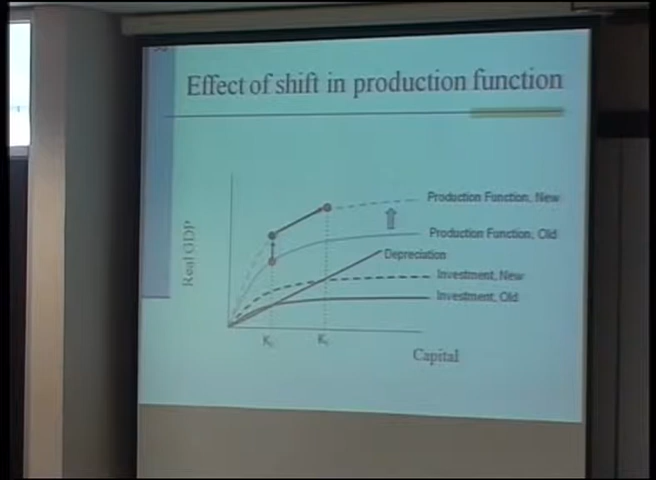 Effect of shift in production function
Production Function, New
Production Function, Old
Depreciation
Investment, New
Investment, Old
Real GDP
Capital